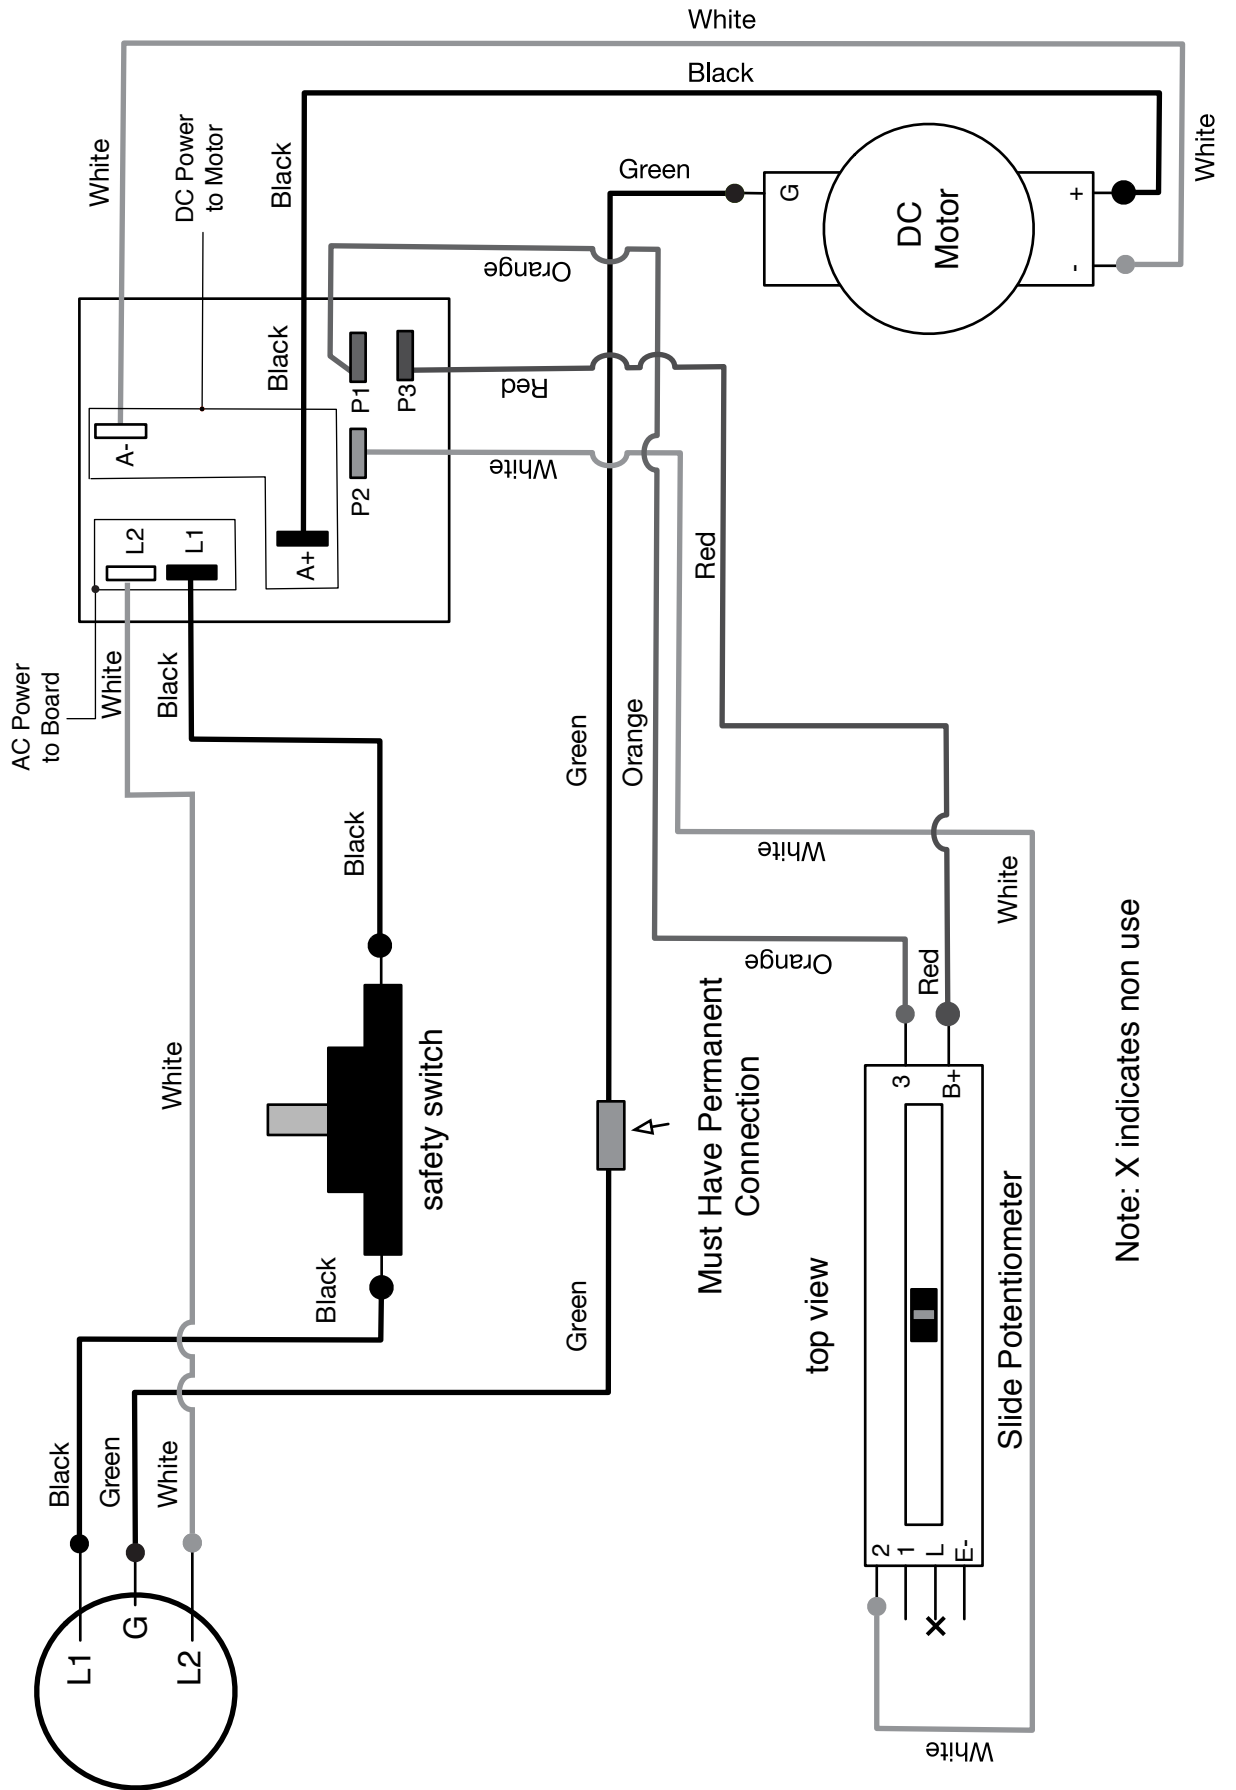 White
Black
White
DC Power
to Motor
Black
Green
White
G
DC
Motor
+
-
Orange
Black
A-
P1
P3
Red
P2
White
L2
L1
A+
AC Power
to Board
White
Black
Red
Green
Orange
Black
White
White
Orange
Red
White
safety switch
Must Have Permanent
Connection
3
B+
Note: X indicates non use
Black
Green
top view
Slide Potentiometer
Black
Green
White
2
1
L
E-
L1
G
L2
White